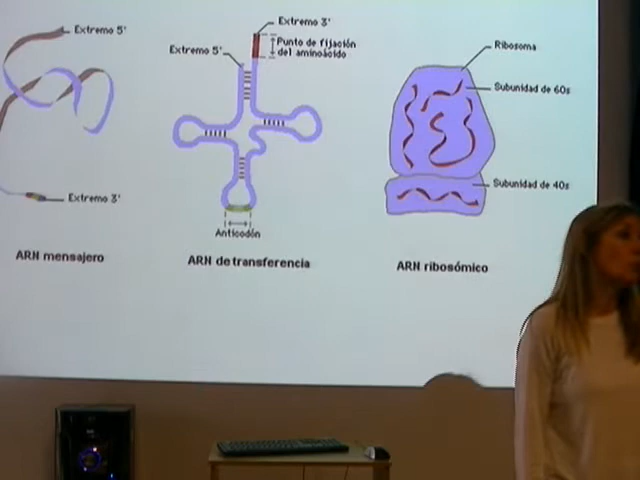 Extremo 5'
Extremo 3'
ARN mensajero
Extremo 3'
Extremo 5'
Punto de fijación
del aminoácido
Anticodón
ARN de transferencia
Ribosoma
Subunidad de 60s
Subunidad de 40s
ARN ribosómico